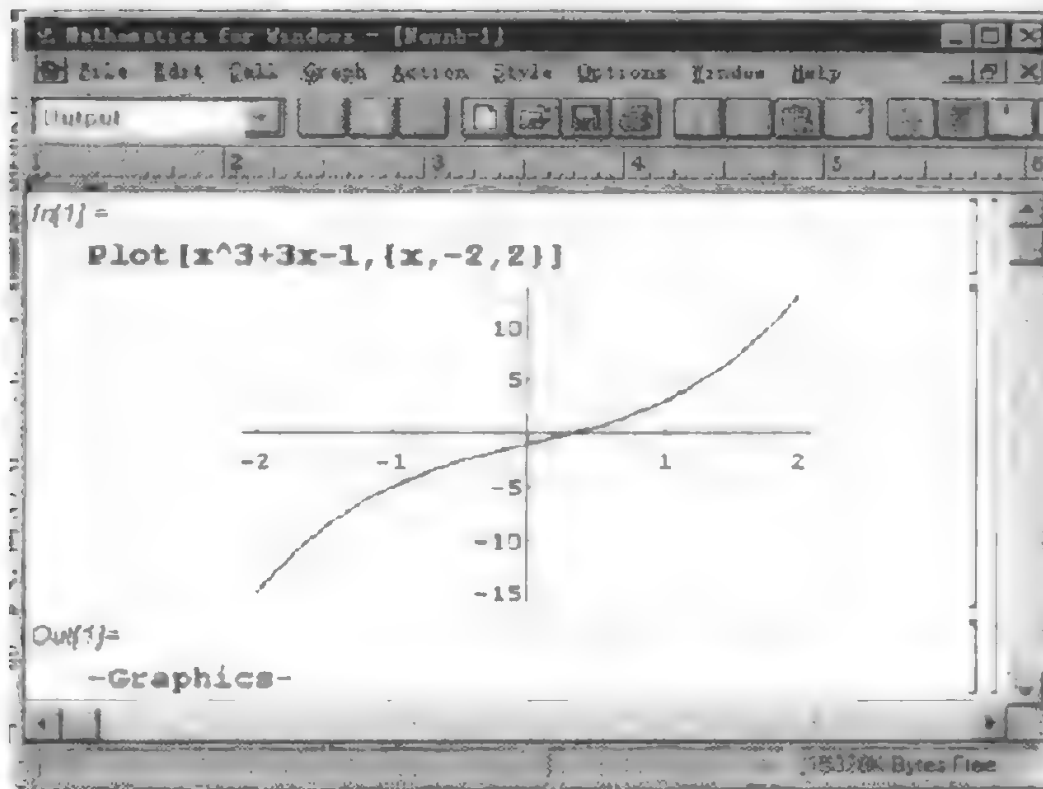 Mathematica for Windows - [Newnb-1]
File Edit Cell Graph Action Style Options Window Help
Output
1 2 3 4 5 6
In[1]=
Plot[x^3+3x-1,{x,-2,2}]
10
5
-2 -1 1 2
-5
-10
-15
Out[1]=
-Graphics-
Bytes Free